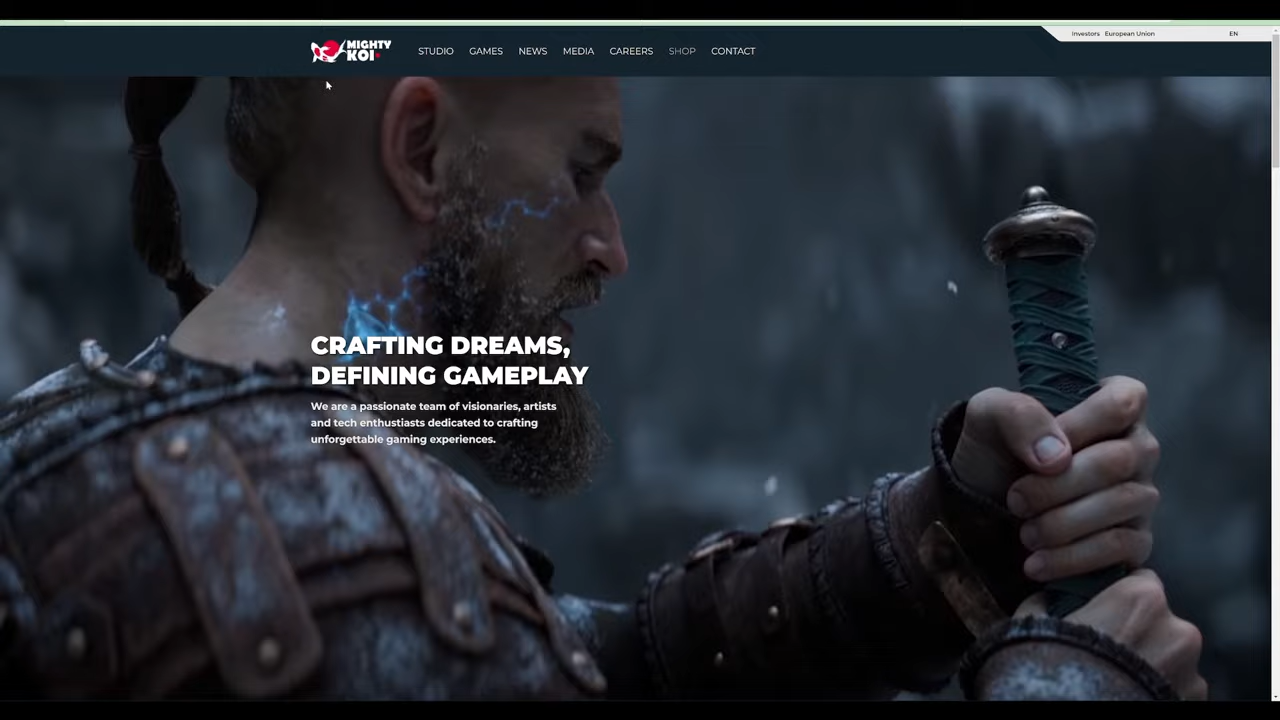 MIGHTY
KOI
STUDIO GAMES NEWS MEDIA CAREERS SHOP CONTACT
Investors European Union EN
CRAFTING DREAMS,
DEFINING GAMEPLAY
We are a passionate team of visionaries, artists
and tech enthustiasts dedicated to crafting
unforgettable gaming experiences.